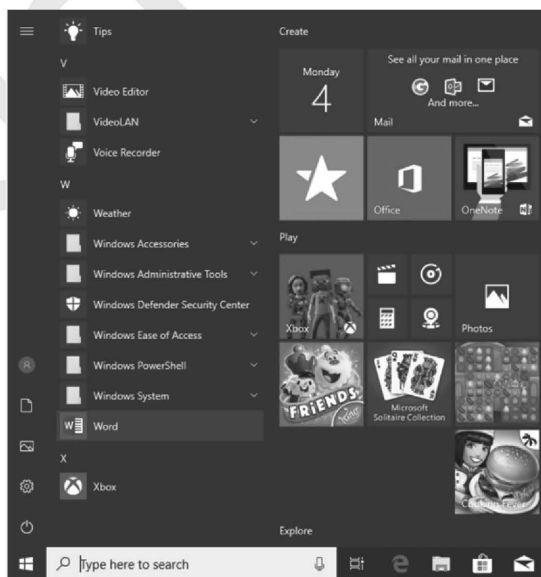 Tips
V
Video Editor
VideoLAN
Voice Recorder
W
Weather
Windows Accessories
Windows Administrative Tools
Windows Defender Security Center
Windows Ease of Access
Windows PowerShell
Windows System
Word
X
Xbox
Type here to search
Create
Monday
4
See all your mail in one place
And more...
Mail
Office
OneNote
Play
Xbox
Photos
FRiENDS
Microsoft
Solitaire Collection
Explore